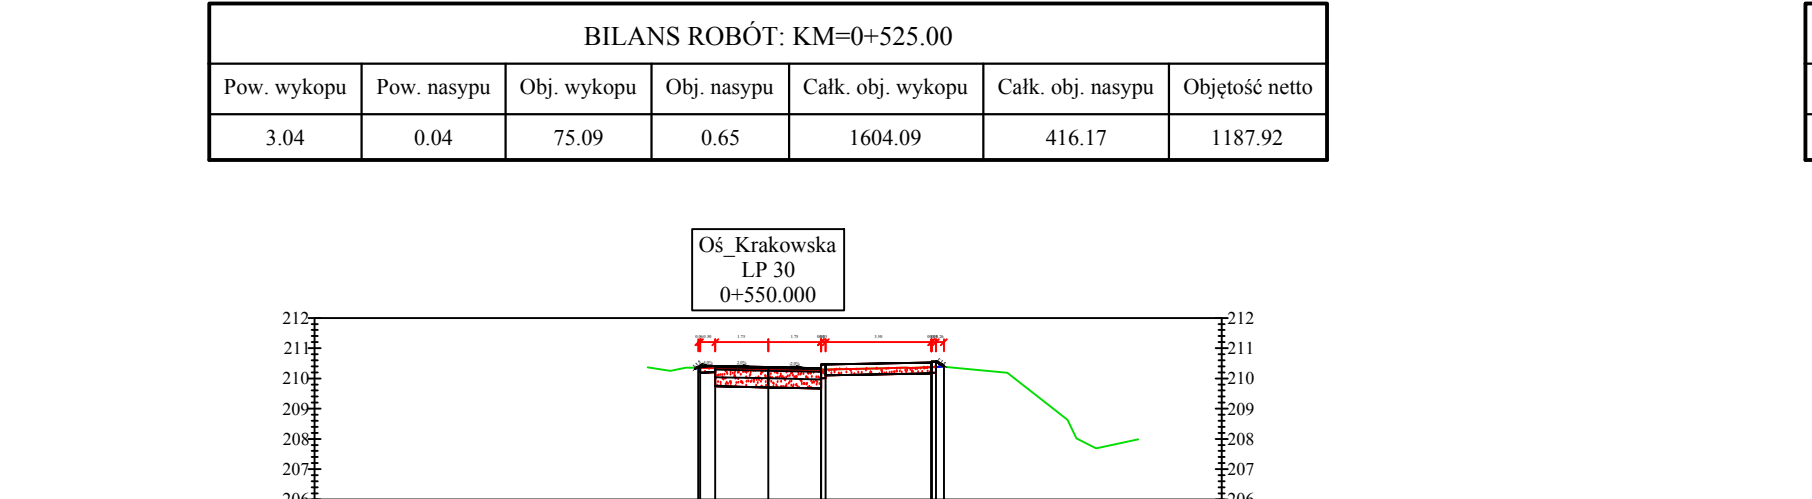 BILANS ROBÓT: KM=0+525.00
Pow. wykopu Pow. nasypu Obj. wykopu Obj. nasypu Całk. obj. wykopu Całk. obj. nasypu Objętość netto
3.04 0.04 75.09 0.65 1604.09 416.17 1187.92
Oś_Krakowska
LP 30
0+550.000
212 212
211 211
210 210
209 209
208 208
207 207
206 206